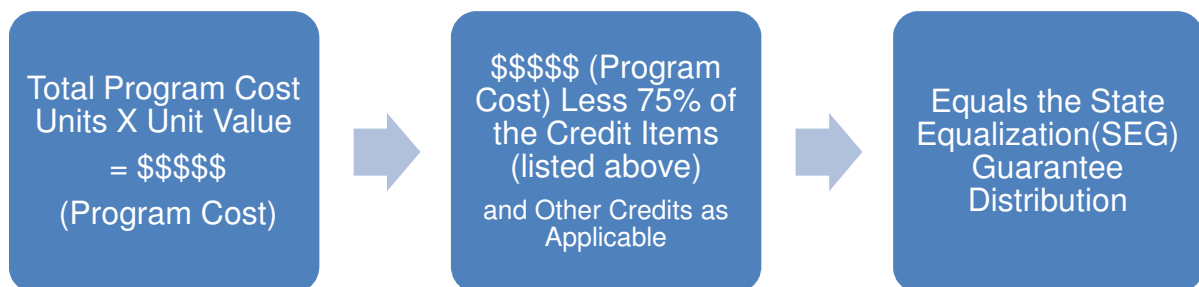 Total Program Cost
Units X Unit Value
= $$$$$
(Program Cost)
$$$$$ (Program
Cost) Less 75% of
the Credit Items
(listed above)
and Other Credits as
Applicable
Equals the State
Equalization(SEG)
Guarantee
Distribution